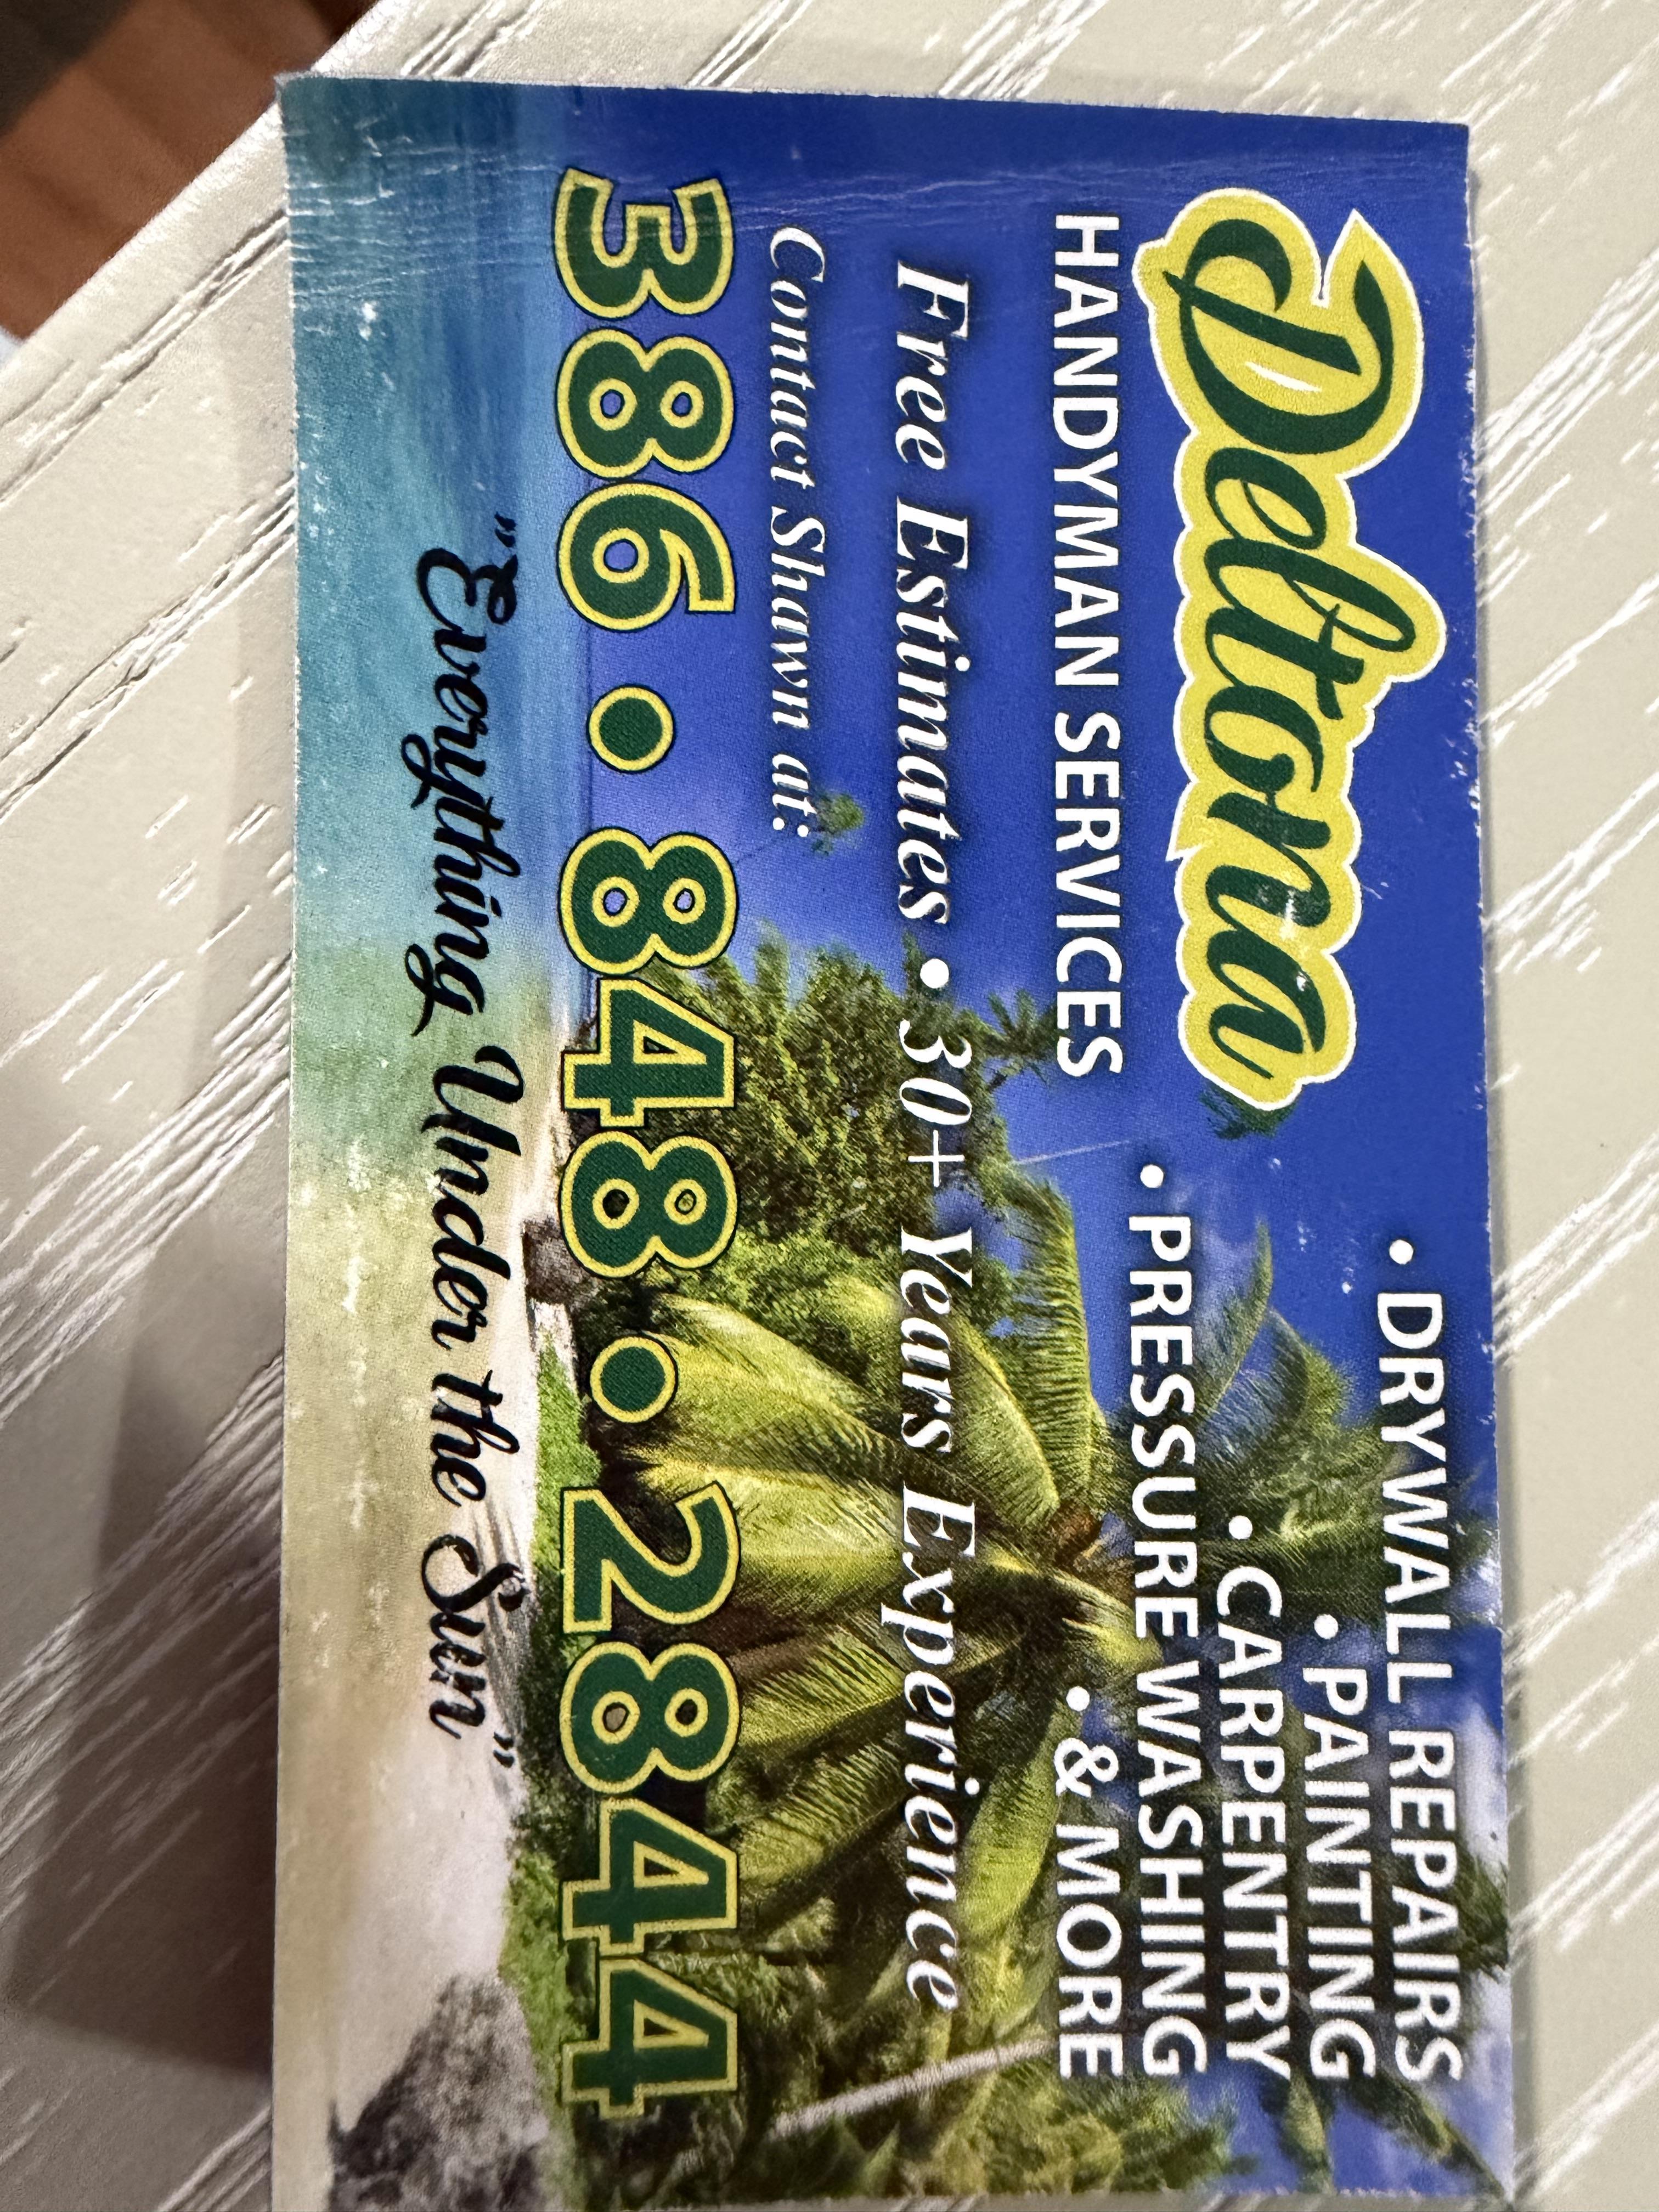 Deltona
HANDYMAN SERVICES
• DRYWALL REPAIRS
• PAINTING
• CARPENTRY
• PRESSURE WASHING
• & MORE
Free Estimates • 30+ Years Experience
Contact Shawn at:
386.848.2844
"Everything Under the Sun"